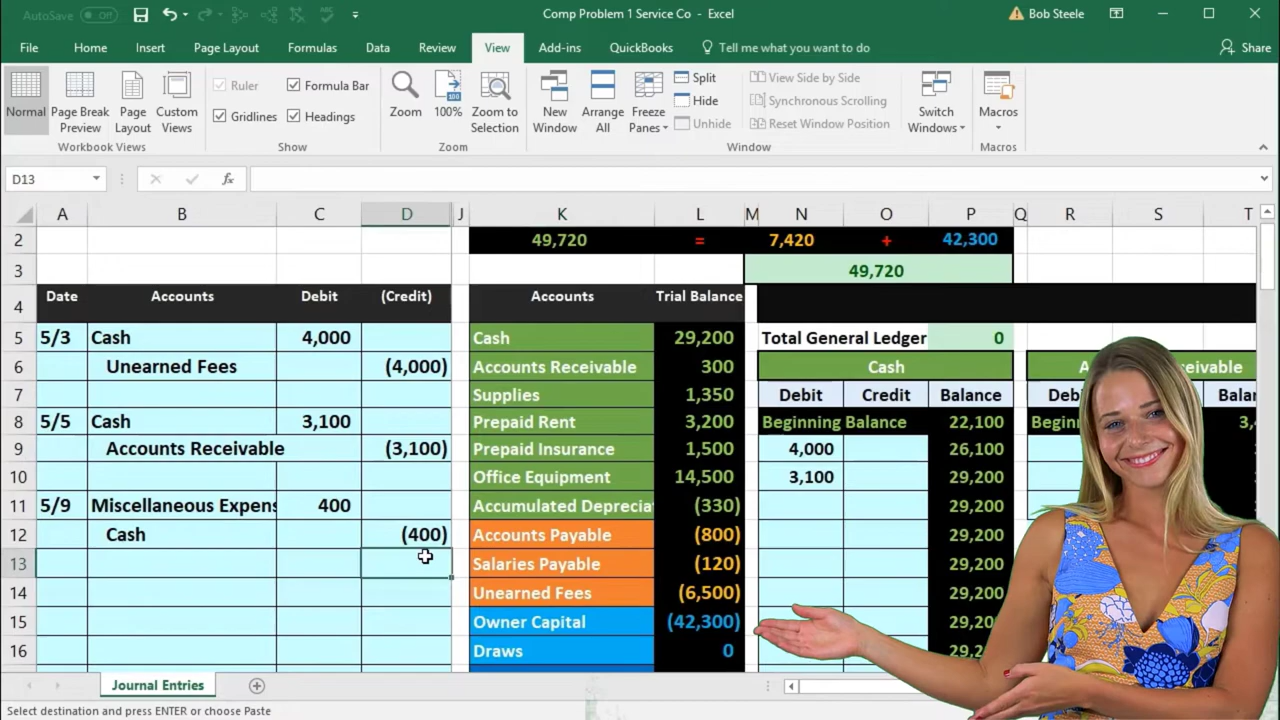 AutoSave Off Comp Problem 1 Service Co - Excel Bob Steele
File Home Insert Page Layout Formulas Data Review View Add-ins QuickBooks Tell me what you want to do Share
Normal Page Break Preview Page Layout Custom Views
Ruler Formula Bar
Gridlines Headings
Zoom 100% Zoom to Selection
New Window Arrange All Freeze Panes
Split
Hide
Unhide
View Side by Side
Synchronous Scrolling
Reset Window Position
Switch Windows Macros
Workbook Views Show Zoom Window Macros
D13 fx
A B C D J K L M N O P Q R S T
2 49,720 = 7,420 + 42,300
3 49,720
4 Date Accounts Debit (Credit) Accounts Trial Balance
5 5/3 Cash 4,000 Cash 29,200 Total General Ledger 0
6 Unearned Fees (4,000) Accounts Receivable 300 Cash
7 Supplies 1,350 Debit Credit Balance
8 5/5 Cash 3,100 Prepaid Rent 3,200 Beginning Balance 22,100
9 Accounts Receivable (3,100) Prepaid Insurance 1,500 4,000 26,100
10 Office Equipment 14,500 3,100 29,200
11 5/9 Miscellaneous Expens 400 Accumulated Deprecia (330) 29,200
12 Cash (400) Accounts Payable (800) 29,200
13 Salaries Payable (120) 29,200
14 Unearned Fees (6,500) 29,200
15 Owner Capital (42,300) 29,200
16 Draws 0
Journal Entries
Select destination and press ENTER or choose Paste